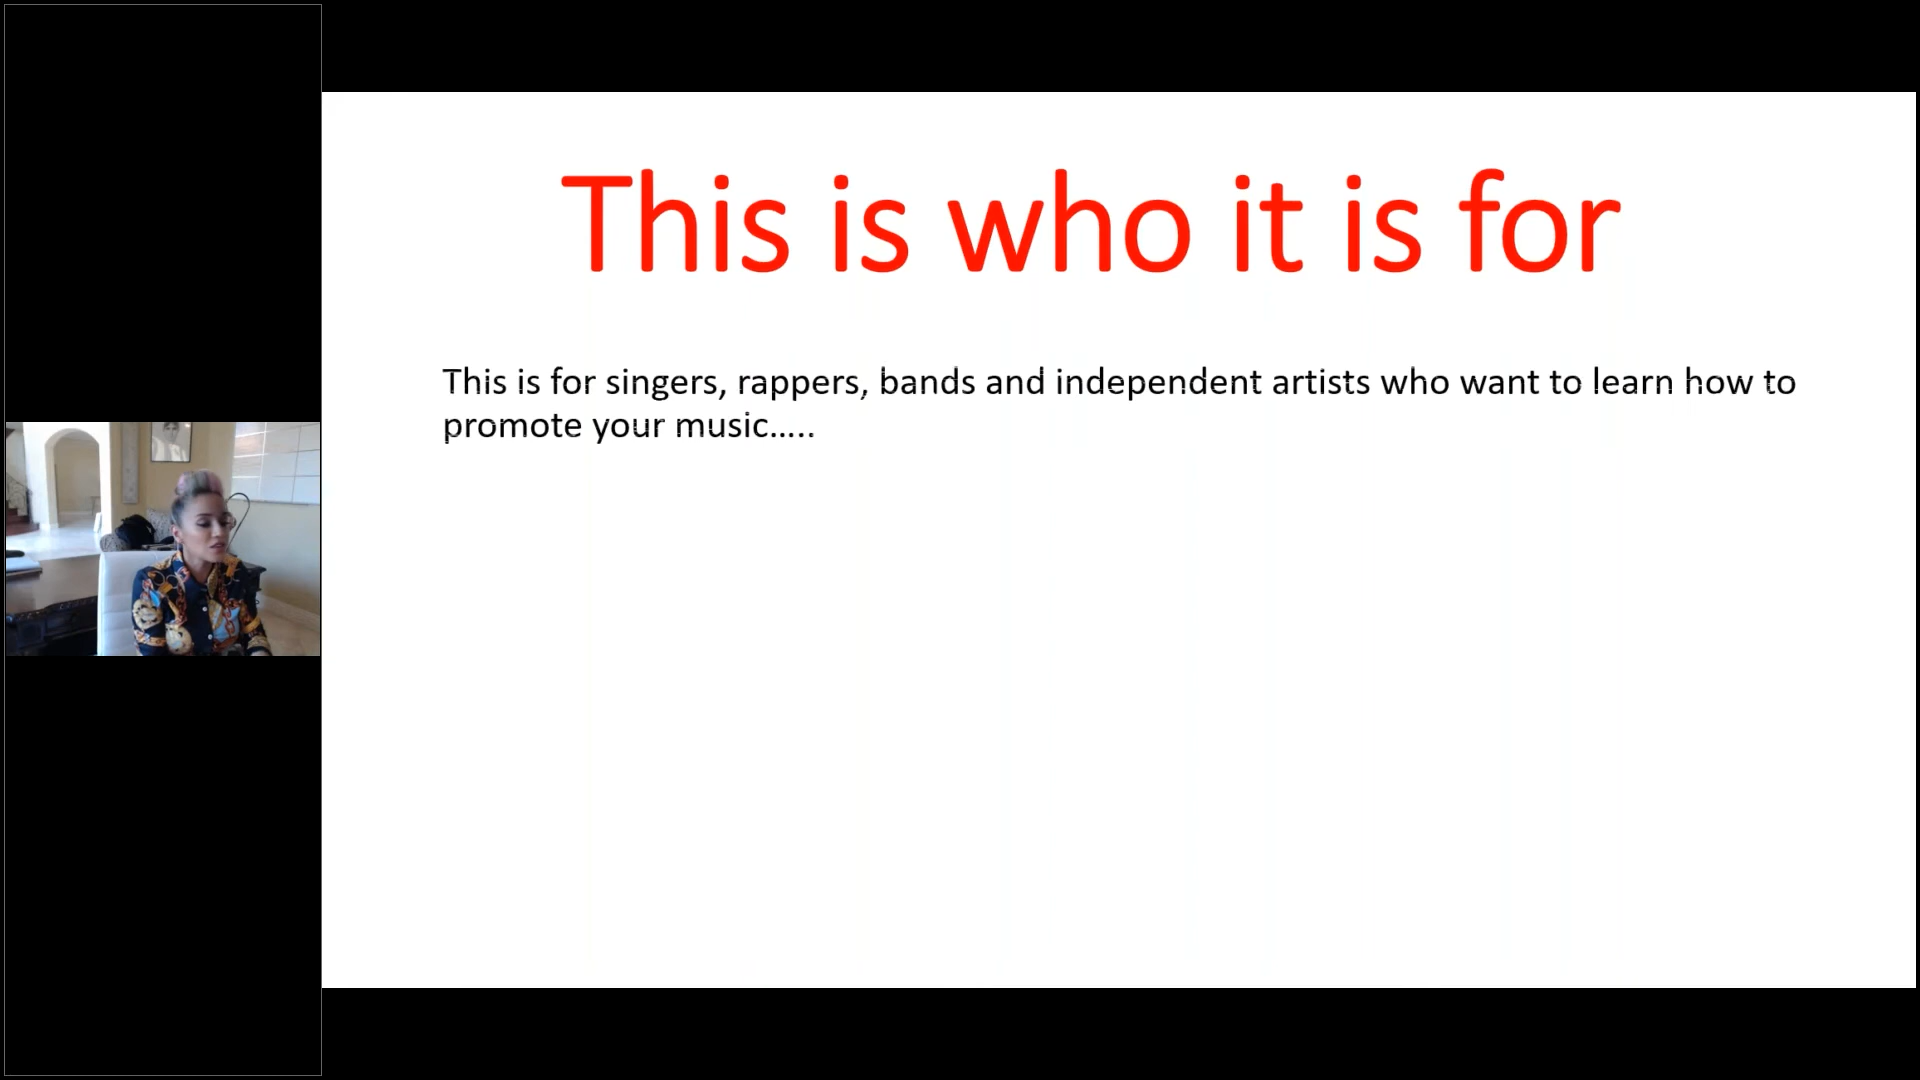 This is who it is for
This is for singers, rappers, bands and independent artists who want to learn how to
promote your music.....